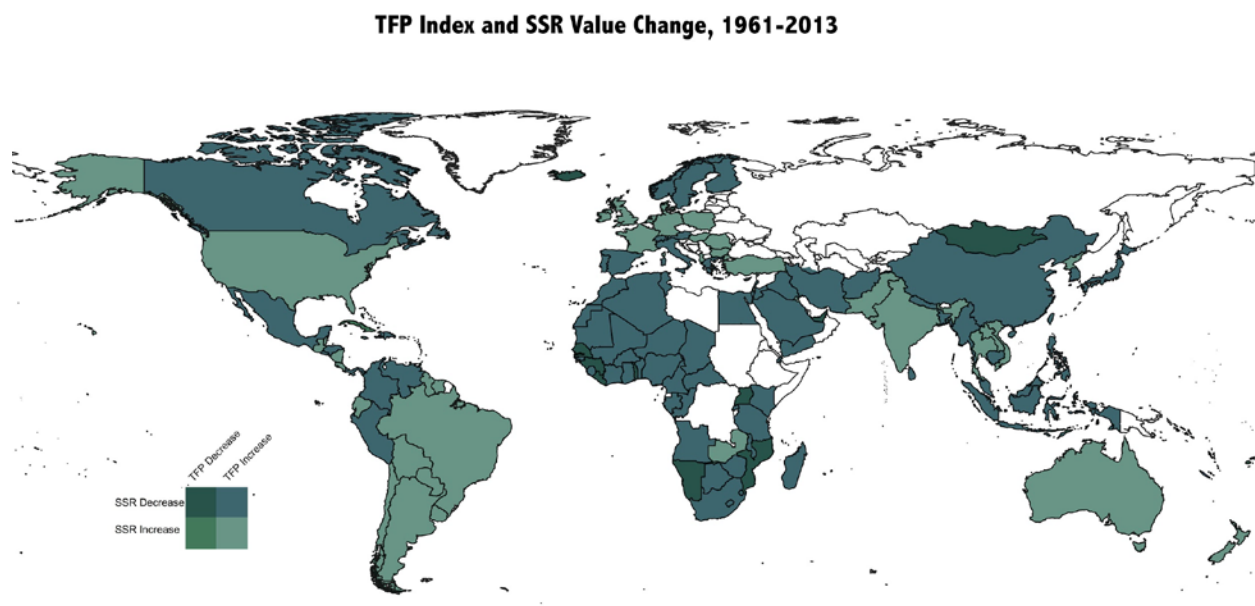 TFP Index and SSR Value Change, 1961-2013
TFP Decrease
TFP Increase
SSR Decrease
SSR Increase